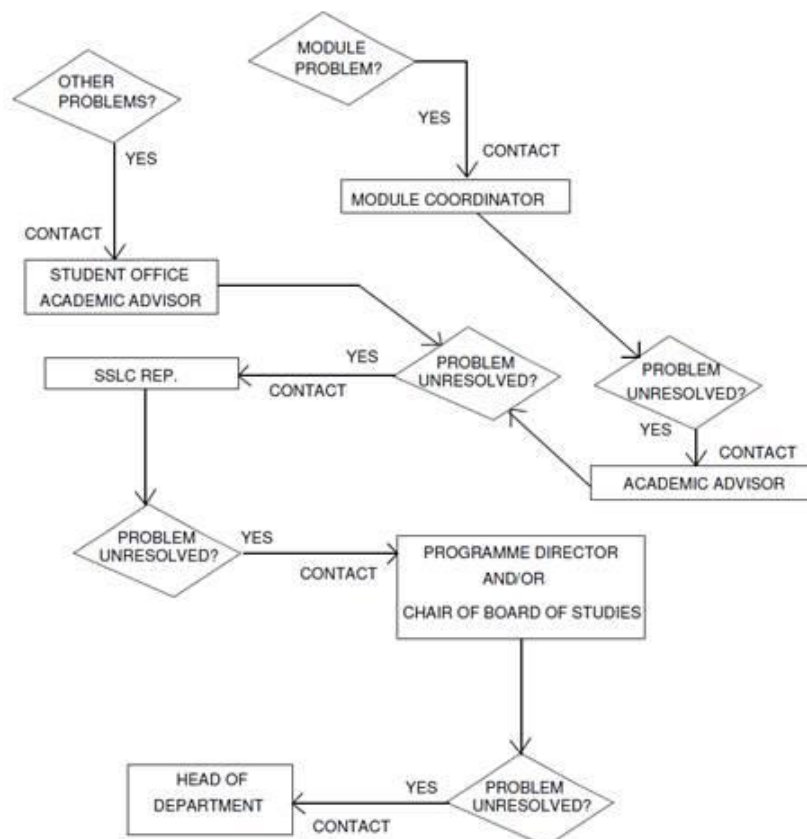 MODULE
PROBLEM?
OTHER
PROBLEMS?
YES
CONTACT
MODULE COORDINATOR
YES
CONTACT
STUDENT OFFICE
ACADEMIC ADVISOR
PROBLEM
UNRESOLVED?
YES
CONTACT
ACADEMIC ADVISOR
PROBLEM
UNRESOLVED?
YES
CONTACT
SSLC REP.
PROBLEM
UNRESOLVED?
YES
CONTACT
PROGRAMME DIRECTOR
AND/OR
CHAIR OF BOARD OF STUDIES
PROBLEM
UNRESOLVED?
YES
CONTACT
HEAD OF
DEPARTMENT